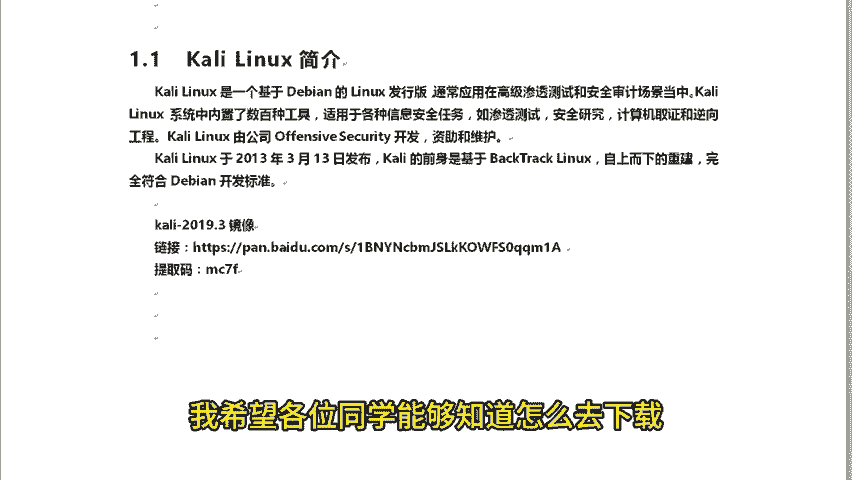 1.1 Kali Linux 简介
Kali Linux 是一个基于 Debian 的 Linux 发行版,通常应用在高级渗透测试和安全审计场景当中。Kali
Linux 系统中内置了数百种工具,适用于各种信息安全任务,如渗透测试,安全研究,计算机取证和逆向
工程。Kali Linux 由公司 Offensive Security 开发,资助和维护。
Kali Linux 于 2013 年 3 月 13 日发布,Kali 的前身是基于 BackTrack Linux,自上而下的重建,完
全符合 Debian 开发标准。
kali-2019.3 镜像
链接:https://pan.baidu.com/s/1BNYNcbmJSLkKOWFS0qqm1A
提取码:mc7f
我希望各位同学能够知道怎么去下载